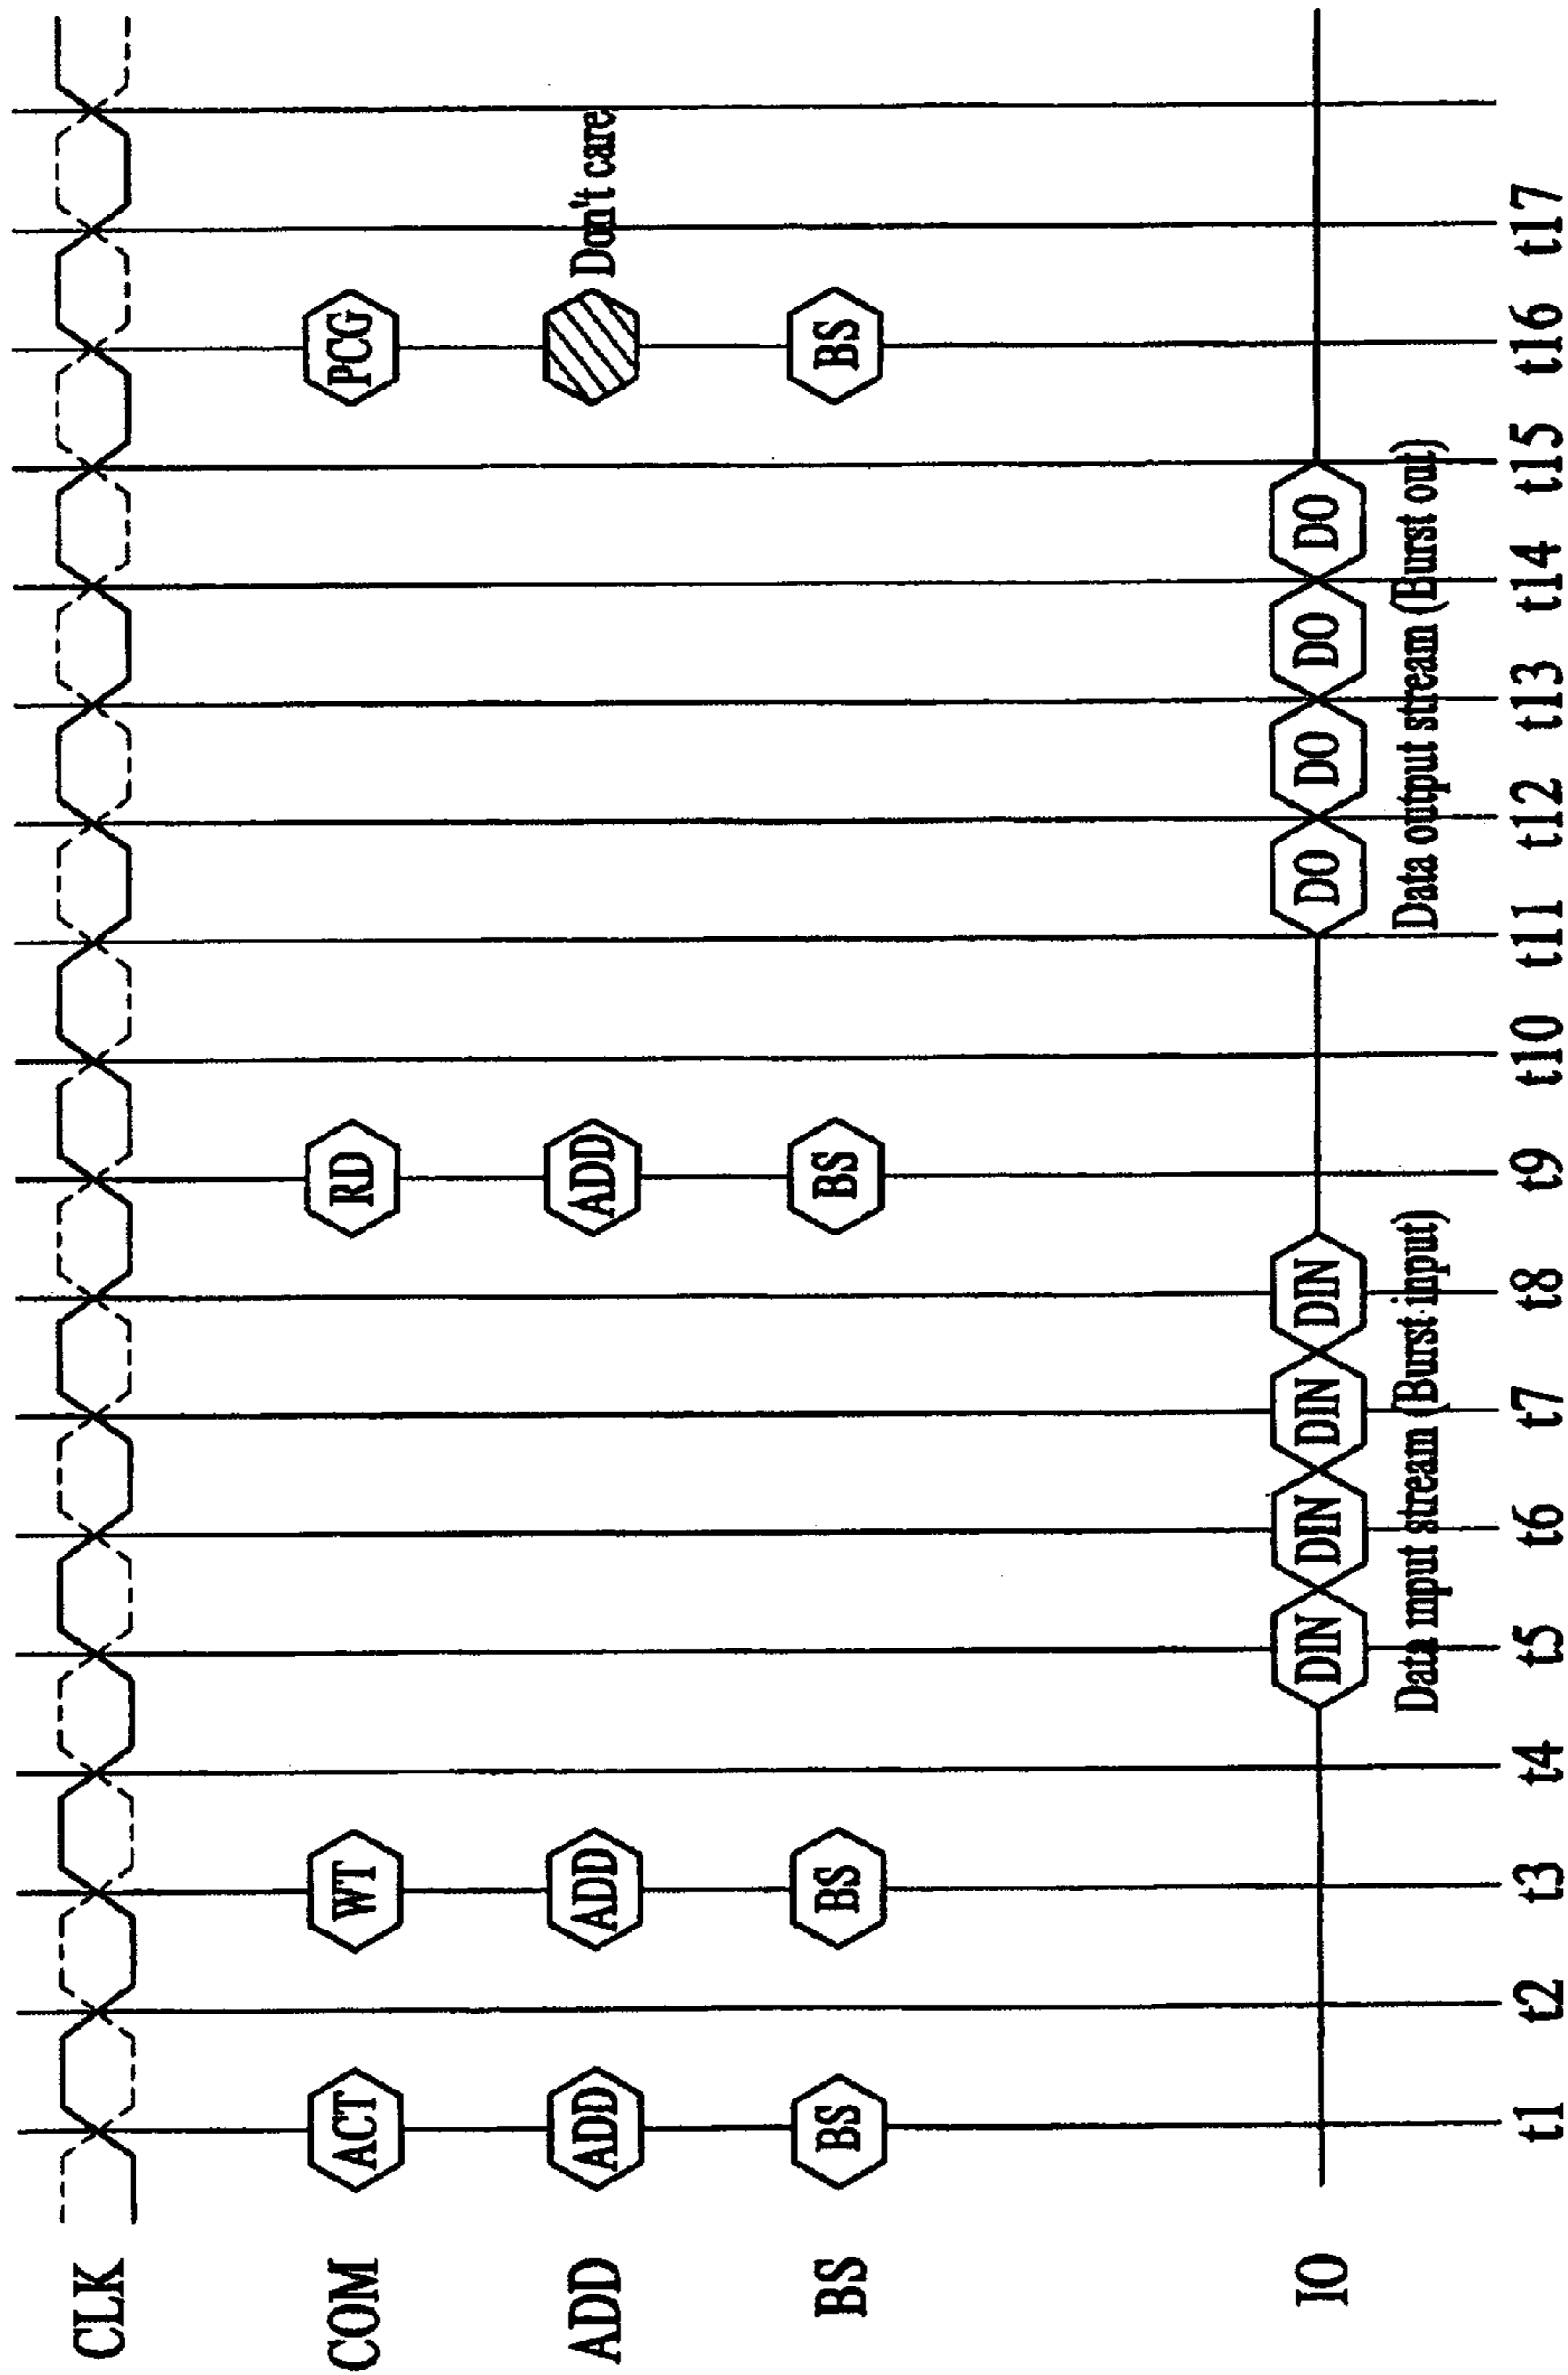 CLK
COM ACT WT RD PCG
ADD ADD ADD ADD Don't care
BS BS BS BS BS
IO DIN DIN DIN DIN DO DO DO DO
Data input stream (Burst input) Data output stream (Burst out)
t1 t2 t3 t4 t5 t6 t7 t8 t9 t10 t11 t12 t13 t14 t15 t16 t17